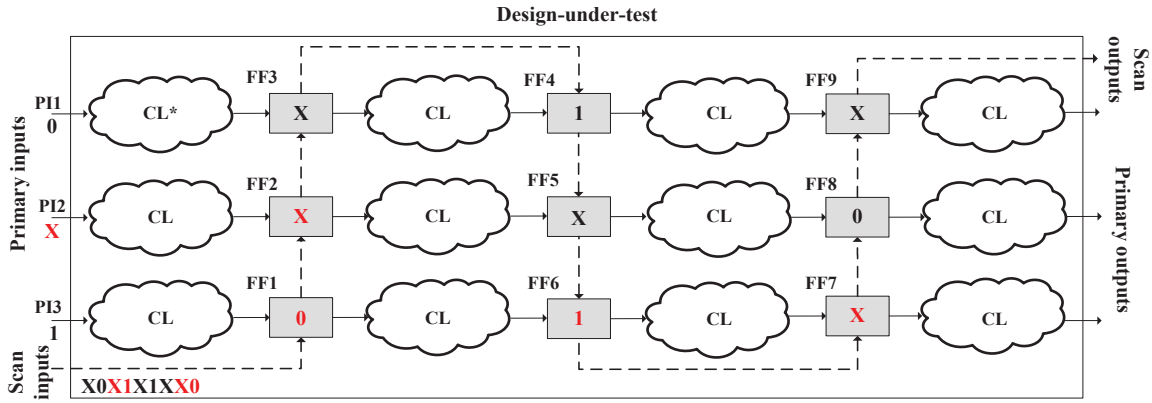 Design-under-test
Scan outputs
Primary inputs
PI1
0
CL*
FF3
X
CL
FF4
1
CL
FF9
X
CL
PI2
X
CL
FF2
X
CL
FF5
X
CL
FF8
0
CL
Primary outputs
PI3
1
CL
FF1
0
CL
FF6
1
CL
FF7
X
CL
Scan inputs
X0X1X1XX0